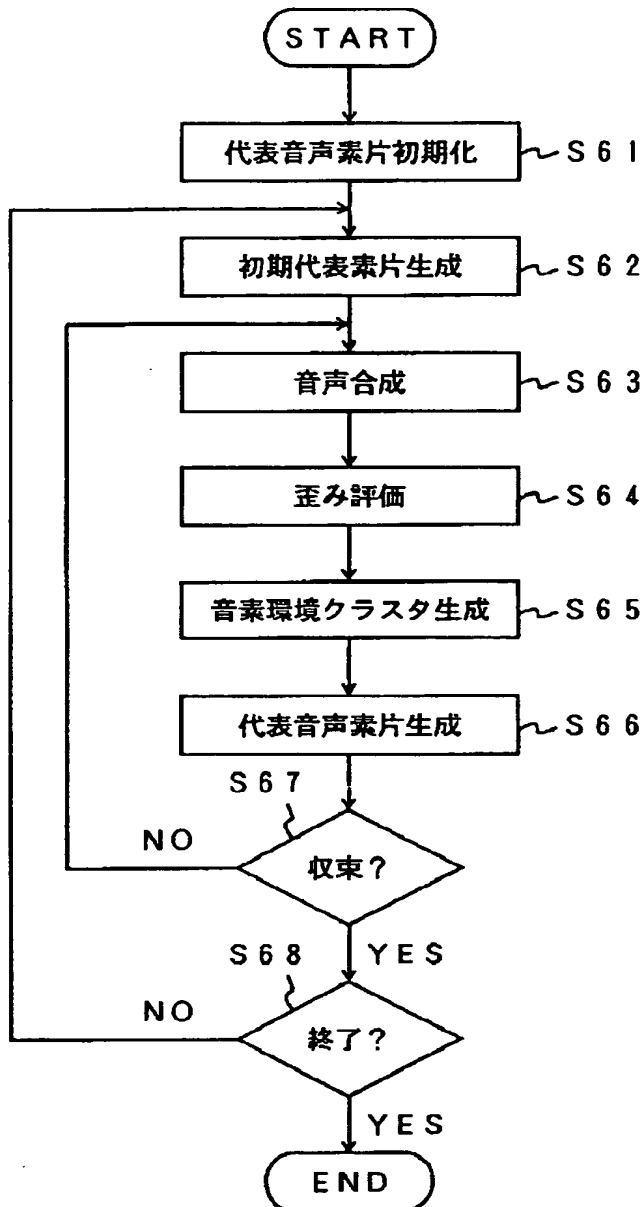 START
代表音声素片初期化 S61
初期代表素片生成 S62
音声合成 S63
歪み評価 S64
音素環境クラスタ生成 S65
代表音声素片生成 S66
S67
NO
収束?
YES
S68
NO
終了?
YES
END